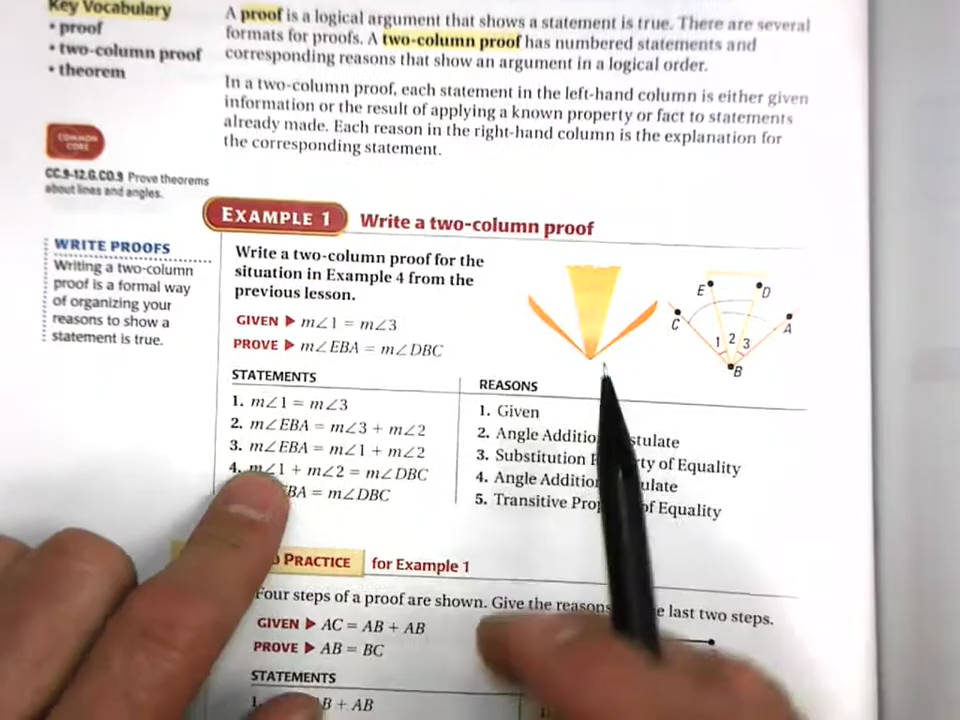 Key Vocabulary
• proof
• two-column proof
• theorem
A proof is a logical argument that shows a statement is true. There are several
formats for proofs. A two-column proof has numbered statements and
corresponding reasons that show an argument in a logical order.
In a two-column proof, each statement in the left-hand column is either given
information or the result of applying a known property or fact to statements
already made. Each reason in the right-hand column is the explanation for
the corresponding statement.
COMMON
CORE
CC.9-12.G.CO.9 Prove theorems
about lines and angles.
EXAMPLE 1 Write a two-column proof
WRITE PROOFS
Writing a two-column
proof is a formal way
of organizing your
reasons to show a
statement is true.
Write a two-column proof for the
situation in Example 4 from the
previous lesson.
GIVEN ▶ m∠1 = m∠3
PROVE ▶ m∠EBA = m∠DBC
E D
C A
1 2 3
B
STATEMENTS REASONS
1. m∠1 = m∠3 1. Given
2. m∠EBA = m∠3 + m∠2 2. Angle Additio stulate
3. m∠EBA = m∠1 + m∠2 3. Substitution ty of Equality
4. m∠1 + m∠2 = m∠DBC 4. Angle Additio ulate
BA = m∠DBC 5. Transitive Pro of Equality
PRACTICE for Example 1
Four steps of a proof are shown. Give the reasons e last two steps.
GIVEN ▶ AC = AB + AB
PROVE ▶ AB = BC
STATEMENTS
1. B + AB